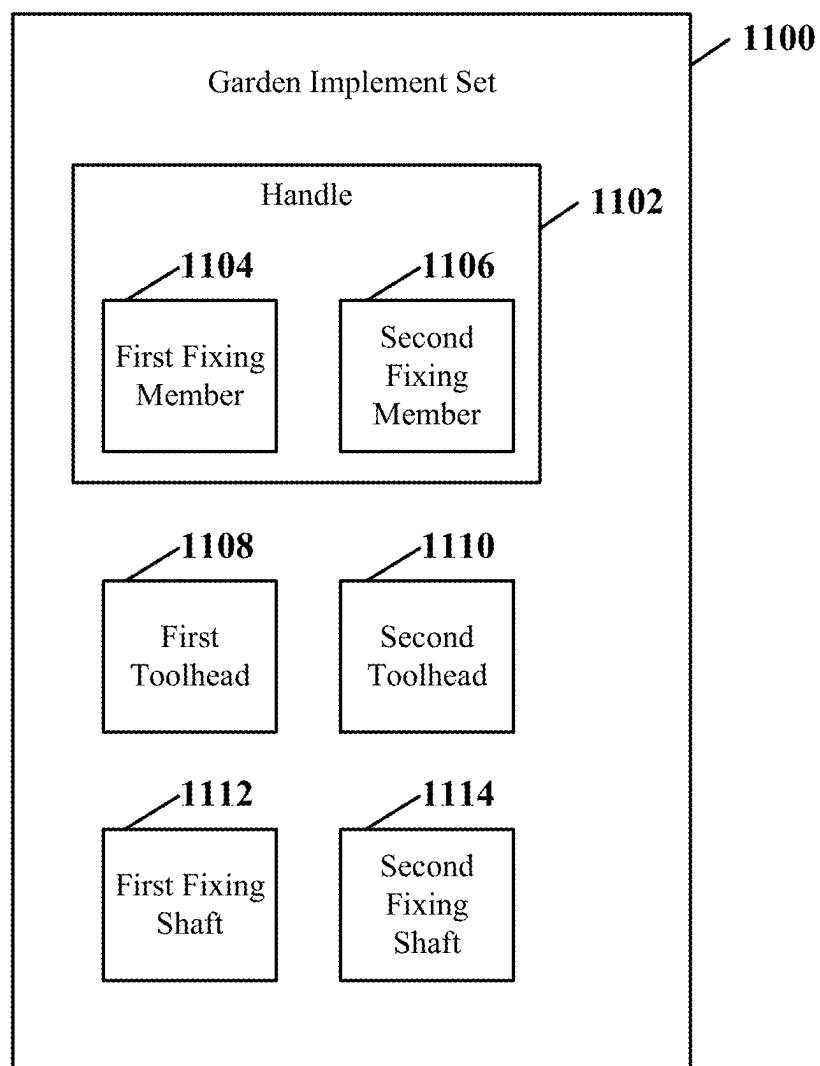 1100
Garden Implement Set
Handle
1102
1104
1106
First Fixing
Member
Second
Fixing
Member
1108
1110
First
Toolhead
Second
Toolhead
1112
1114
First Fixing
Shaft
Second
Fixing
Shaft